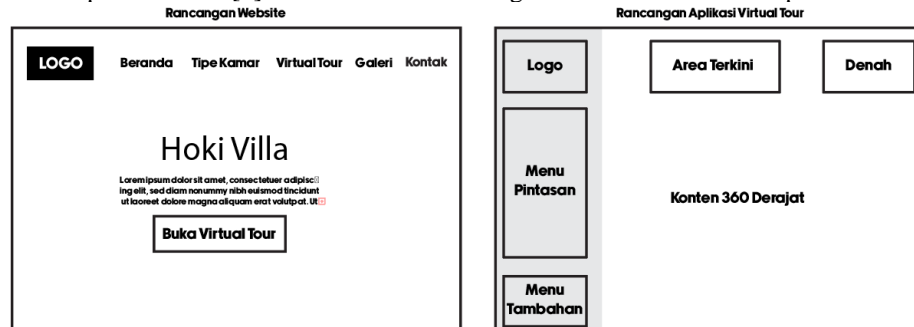 Rancangan Website
LOGO Beranda Tipe Kamar Virtual Tour Galeri Kontak
Hoki Villa
Lorem ipsum dolor sit amet, consectetuer adipisc
ing elit, sed diam nonummy nibh euismod tincidunt
ut laoreet dolore magna aliquam erat volutpat. Ut
Buka Virtual Tour
Rancangan Aplikasi Virtual Tour
Logo
Area Terkini
Denah
Menu
Pintasan
Konten 360 Derajat
Menu
Tambahan